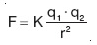 F = K q₁ · q₂ / r²